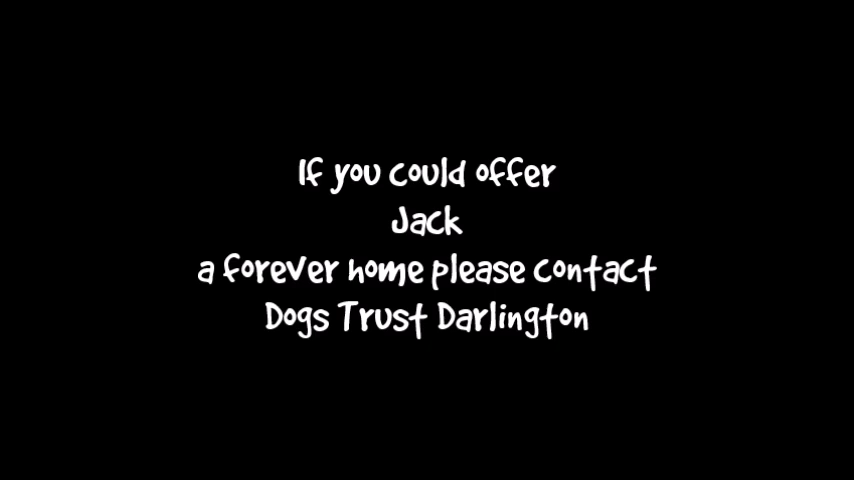 If you could offer
Jack
a forever home please contact
Dogs Trust Darlington